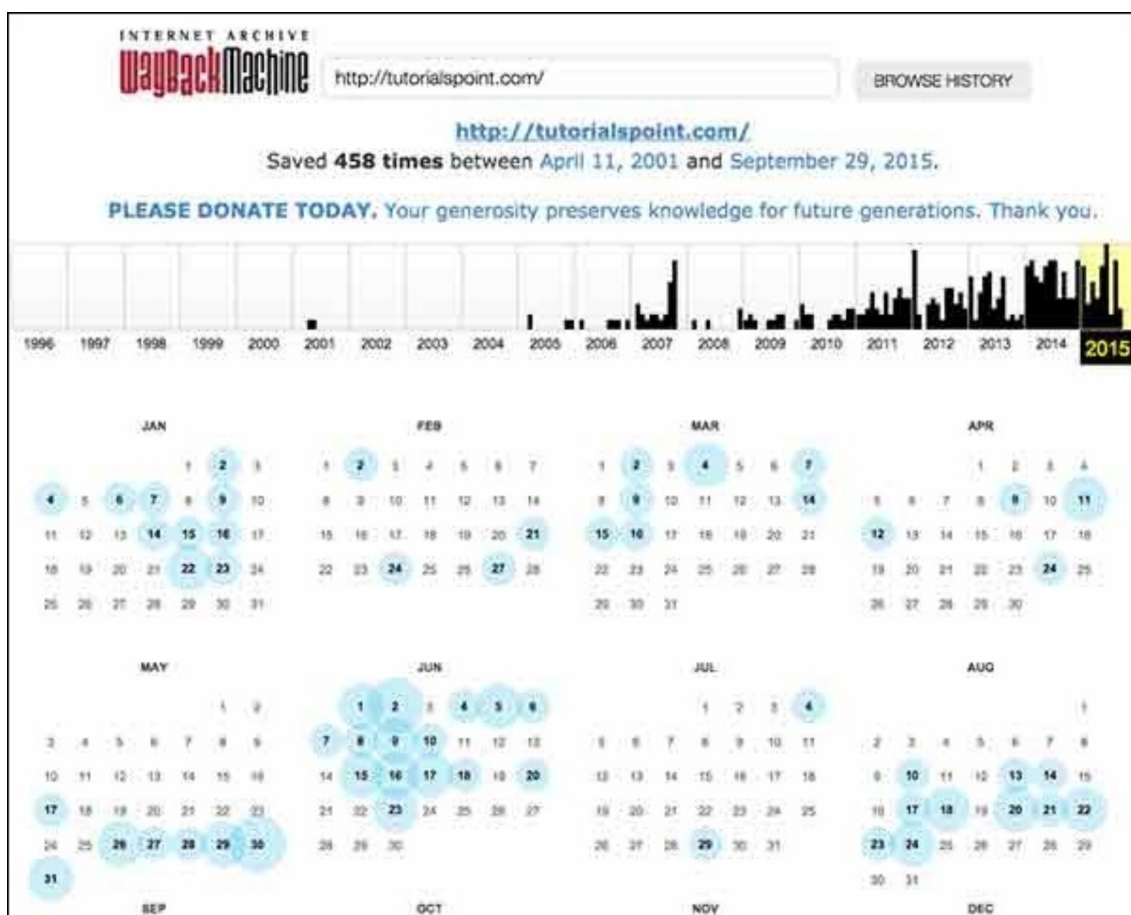 INTERNET ARCHIVE
WayBackMachine
http://tutorialspoint.com/
BROWSE HISTORY
http://tutorialspoint.com/
Saved 458 times between April 11, 2001 and September 29, 2015.
PLEASE DONATE TODAY. Your generosity preserves knowledge for future generations. Thank you.
1996 1997 1998 1999 2000 2001 2002 2003 2004 2005 2006 2007 2008 2009 2010 2011 2012 2013 2014 2015
JAN
1 2 3
4 5 6 7 8 9 10
11 12 13 14 15 16 17
18 19 20 21 22 23 24
25 26 27 28 29 30 31
FEB
1 2 3 4 5 6 7
8 9 10 11 12 13 14
15 16 17 18 19 20 21
22 23 24 25 26 27 28
MAR
1 2 3 4 5 6 7
8 9 10 11 12 13 14
15 16 17 18 19 20 21
22 23 24 25 26 27 28
29 30 31
APR
1 2 3 4
5 6 7 8 9 10 11
12 13 14 15 16 17 18
19 20 21 22 23 24 25
26 27 28 29 30
MAY
1 2
3 4 5 6 7 8 9
10 11 12 13 14 15 16
17 18 19 20 21 22 23
24 25 26 27 28 29 30
31
JUN
1 2 3 4 5 6
7 8 9 10 11 12 13
14 15 16 17 18 19 20
21 22 23 24 25 26 27
28 29 30
JUL
1 2 3 4
5 6 7 8 9 10 11
12 13 14 15 16 17 18
19 20 21 22 23 24 25
26 27 28 29 30 31
AUG
1
2 3 4 5 6 7 8
9 10 11 12 13 14 15
16 17 18 19 20 21 22
23 24 25 26 27 28 29
30 31
SEP
OCT
NOV
DEC